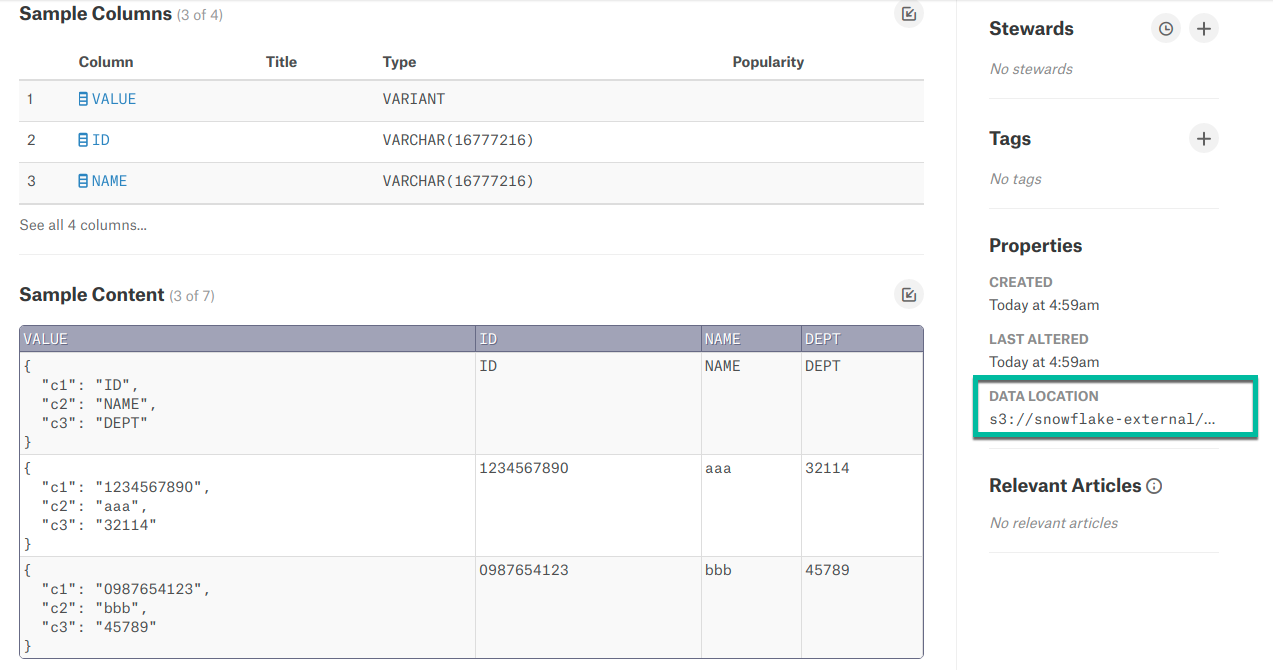 Sample Columns (3 of 4)
Column Title Type Popularity
1 VALUE VARIANT
2 ID VARCHAR(16777216)
3 NAME VARCHAR(16777216)
See all 4 columns...
Sample Content (3 of 7)
VALUE ID NAME DEPT
{ ID NAME DEPT
"c1": "ID",
"c2": "NAME",
"c3": "DEPT"
}
{ 1234567890 aaa 32114
"c1": "1234567890",
"c2": "aaa",
"c3": "32114"
}
{ 0987654123 bbb 45789
"c1": "0987654123",
"c2": "bbb",
"c3": "45789"
}
Stewards
No stewards
Tags
No tags
Properties
CREATED
Today at 4:59am
LAST ALTERED
Today at 4:59am
DATA LOCATION
s3://snowflake-external/...
Relevant Articles
No relevant articles